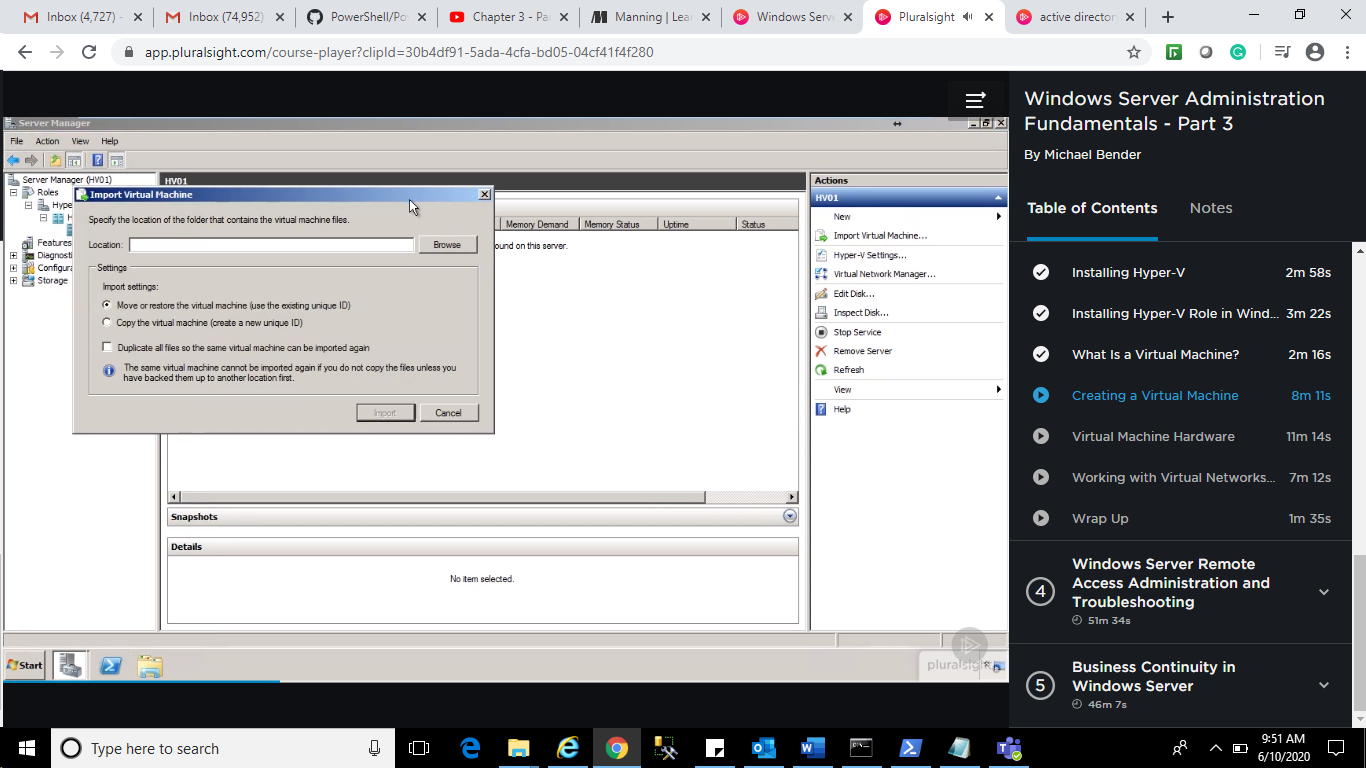 Inbox (4,727) -
Inbox (74,952)
PowerShell/Po
Chapter 3 - Pa
Manning | Lea
Windows Serv
Pluralsight
active director
app.pluralsight.com/course-player?clipId=30b4df91-5ada-4cfa-bd05-04cf41f4f280
Server Manager
File Action View Help
Server Manager (HV01)
Roles
Hype
H
Features
Diagnosti
Configura
Storage
HV01
Memory Demand Memory Status Uptime Status
ound on this server.
Import Virtual Machine
Specify the location of the folder that contains the virtual machine files.
Location:
Browse
Settings
Import settings:
Move or restore the virtual machine (use the existing unique ID)
Copy the virtual machine (create a new unique ID)
Duplicate all files so the same virtual machine can be imported again
The same virtual machine cannot be imported again if you do not copy the files unless you
have backed them up to another location first.
Import Cancel
Snapshots
Details
No item selected.
Actions
HV01
New
Import Virtual Machine...
Hyper-V Settings...
Virtual Network Manager...
Edit Disk...
Inspect Disk...
Stop Service
Remove Server
Refresh
View
Help
Start
pluralsight
Windows Server Administration
Fundamentals - Part 3
By Michael Bender
Table of Contents Notes
Installing Hyper-V 2m 58s
Installing Hyper-V Role in Wind... 3m 22s
What Is a Virtual Machine? 2m 16s
Creating a Virtual Machine 8m 11s
Virtual Machine Hardware 11m 14s
Working with Virtual Networks... 7m 12s
Wrap Up 1m 35s
4
Windows Server Remote
Access Administration and
Troubleshooting
51m 34s
5
Business Continuity in
Windows Server
46m 7s
Type here to search
9:51 AM
6/10/2020